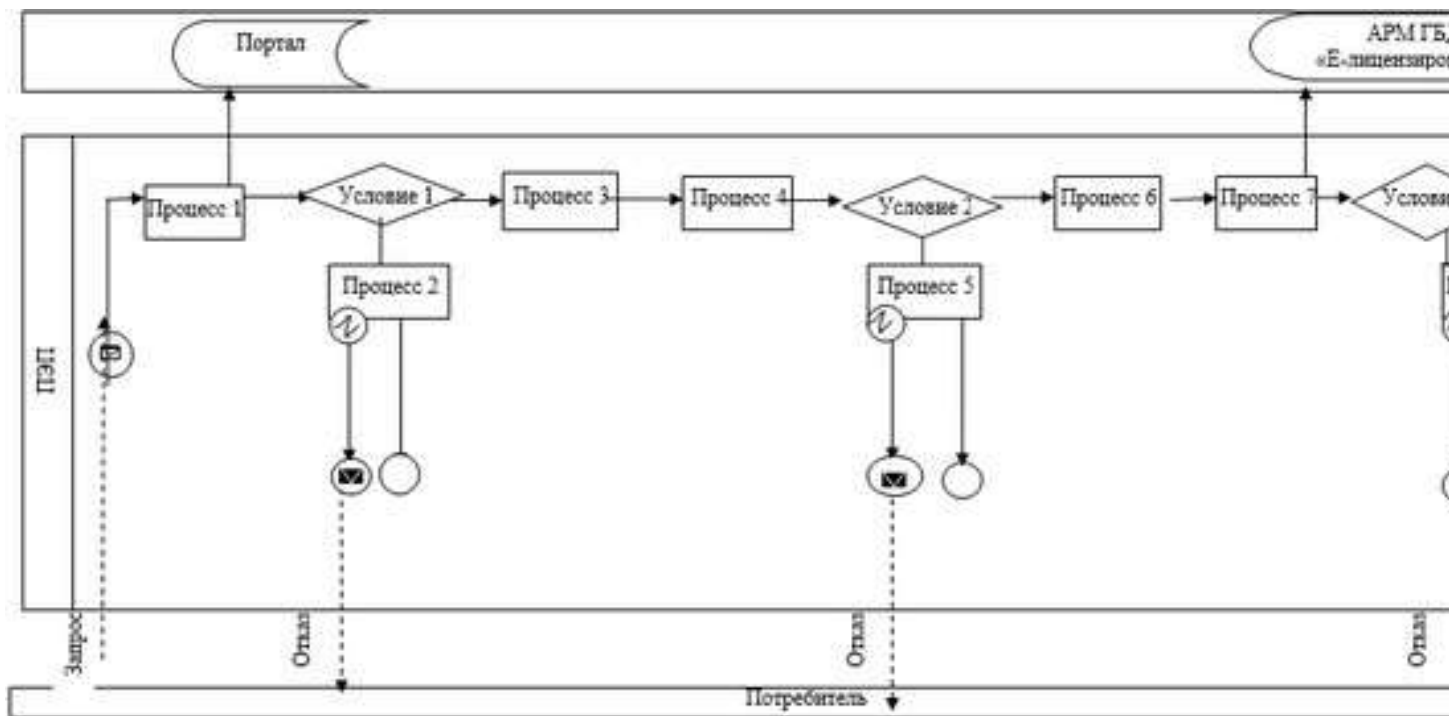 Портал
АРМ ГБД
«Е-лицензиров
Процесс 1
Условие 1
Процесс 3
Процесс 4
Условие 2
Процесс 6
Процесс 7
Услови
Процесс 2
Процесс 5
ПЭП
Запрос
Отказ
Отказ
Отказ
Потребитель